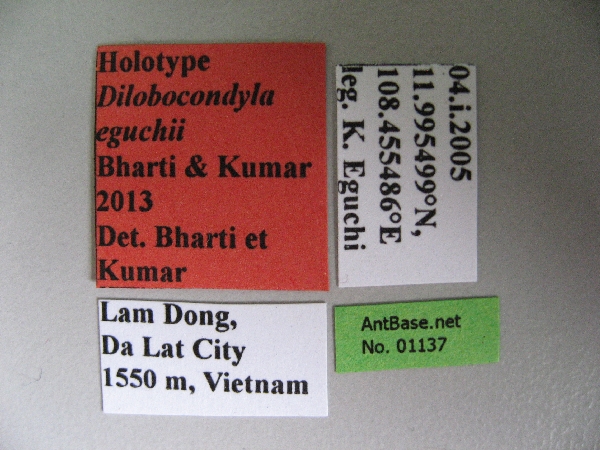 Holotype
Dilobocondyla
eguchii
Bharti & Kumar
2013
Det. Bharti et
Kumar
04.i.2005
11.995499°N,
108.455486°E
leg. K. Eguchi
Lam Dong,
Da Lat City
1550 m, Vietnam
AntBase.net
No. 01137